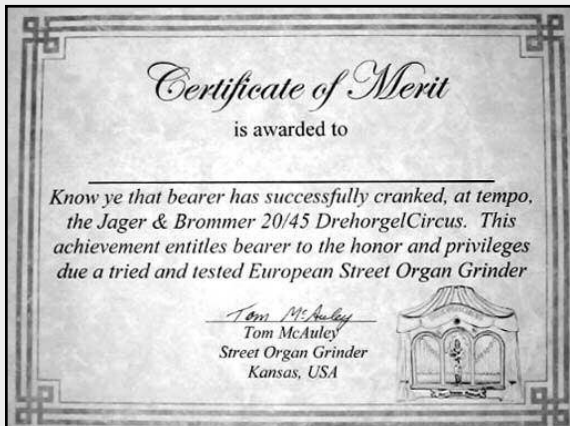 Certificate of Merit
is awarded to
Know ye that bearer has successfully cranked, at tempo,
the Jager & Brommer 20/45 DrehorgelCircus. This
achievement entitles bearer to the honor and privileges
due a tried and tested European Street Organ Grinder
Tom McAuley
Tom McAuley
Street Organ Grinder
Kansas, USA